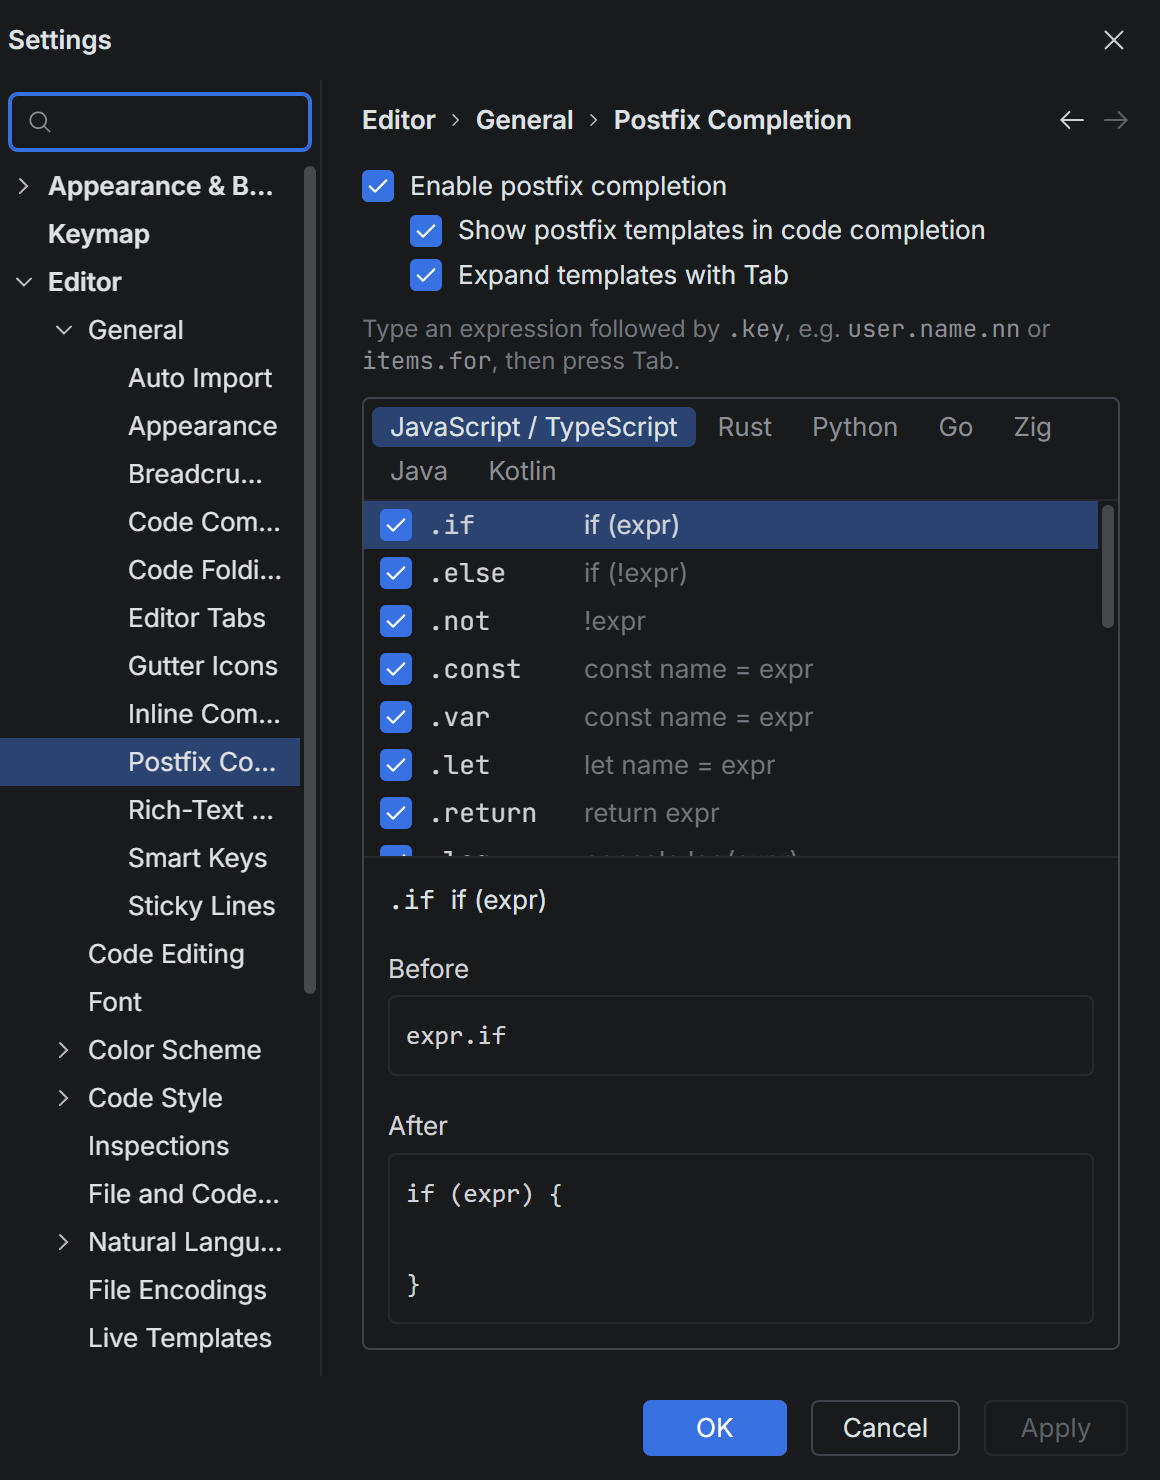 Settings
Appearance & B...
Keymap
Editor
General
Auto Import
Appearance
Breadcru...
Code Com...
Code Foldi...
Editor Tabs
Gutter Icons
Inline Com...
Postfix Co...
Rich-Text ...
Smart Keys
Sticky Lines
Code Editing
Font
Color Scheme
Code Style
Inspections
File and Code...
Natural Langu...
File Encodings
Live Templates
Editor › General › Postfix Completion
Enable postfix completion
Show postfix templates in code completion
Expand templates with Tab
Type an expression followed by .key, e.g. user.name.nn or
items.for, then press Tab.
JavaScript / TypeScript Rust Python Go Zig
Java Kotlin
.if if (expr)
.else if (!expr)
.not !expr
.const const name = expr
.var const name = expr
.let let name = expr
.return return expr
.if if (expr)
Before
expr.if
After
if (expr) {
}
OK Cancel Apply